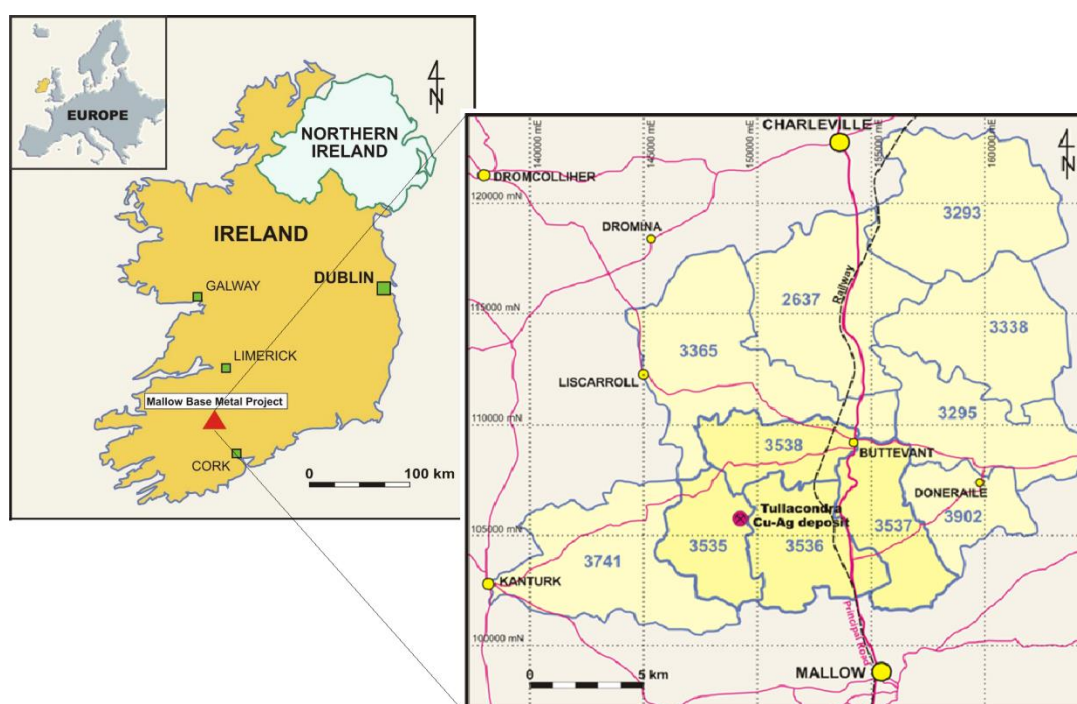 EUROPE
N
NORTHERN
IRELAND
IRELAND
DUBLIN
GALWAY
LIMERICK
Mallow Base Metal Project
CORK
0 100 km
CHARLEVILLE
N
140000 mE
145000 mE
150000 mE
155000 mE
160000 mE
DROMCOLLIHER
120000 mN
3293
DROMINA
Railway
2637
115000 mN
3338
3365
LISCARROLL
3295
110000 mN
3538
BUTTEVANT
DONERAILE
Tullacondra
Cu-Ag deposit
3902
3537
105000 mN
3535
3536
3741
KANTURK
Principal Road
100000 mN
MALLOW
0 5 km